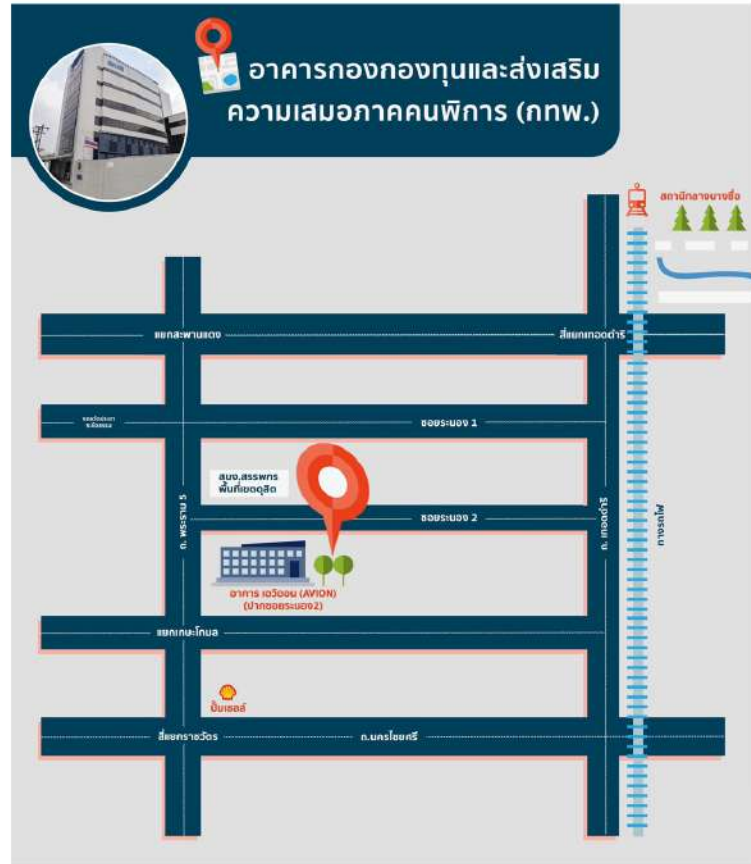 อาคารกองกองทุนและส่งเสริม
ความเสมอภาคคนพิการ (กทพ.)
สถานีกลางบางซื่อ
แยกสะพานแดง
สี่แยกเทอดดำริ
ซอยระนอง 1
สนง.สรรพกร
พื้นที่เขตดุสิต
ถ. พระราม 5
ซอยระนอง 2
ถ. เทอดดำริ
ทางรถไฟ
อาคาร เอวิออน (AVION)
(ปากซอยระนอง2)
แยกเกษะโกมล
ปั๊มเชลล์
สี่แยกราชวัตร
ถ.นครไชยศรี